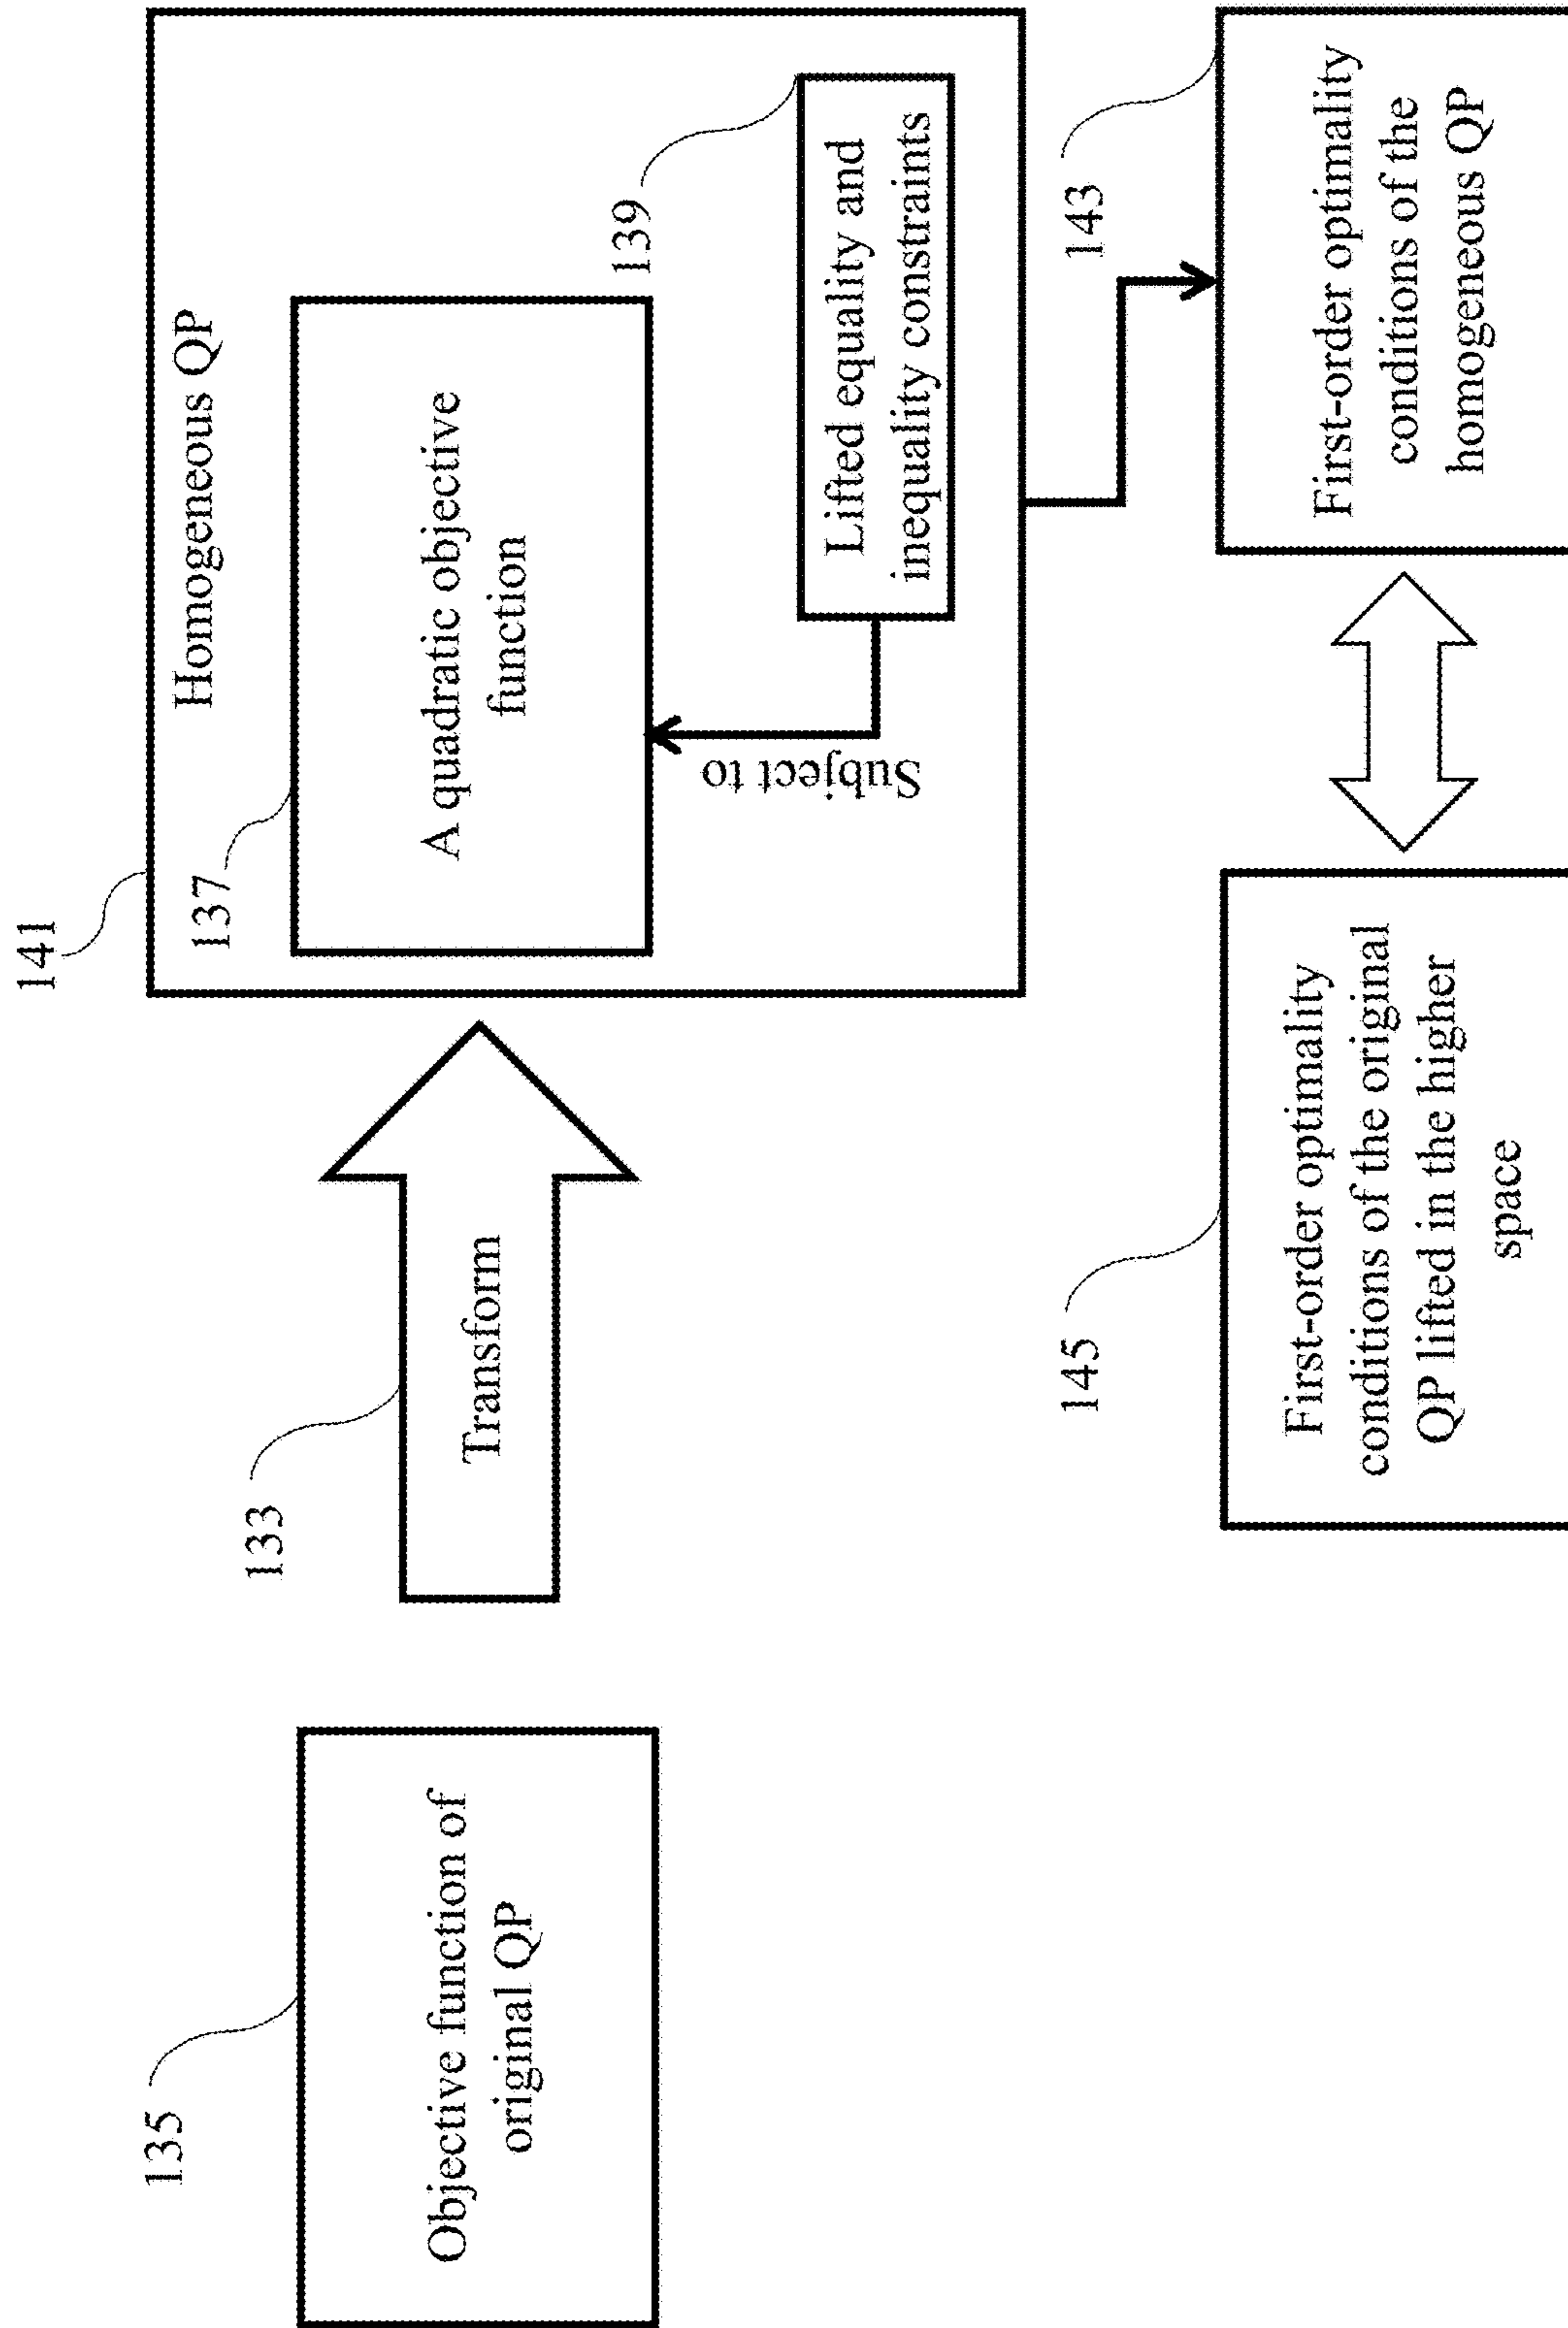 135
Objective function of
original QP
133
Transform
141
Homogeneous QP
137
A quadratic objective
function
Subject to
139
Lifted equality and
inequality constraints
145
First-order optimality
conditions of the original
QP lifted in the higher
space
143
First-order optimality
conditions of the
homogeneous QP